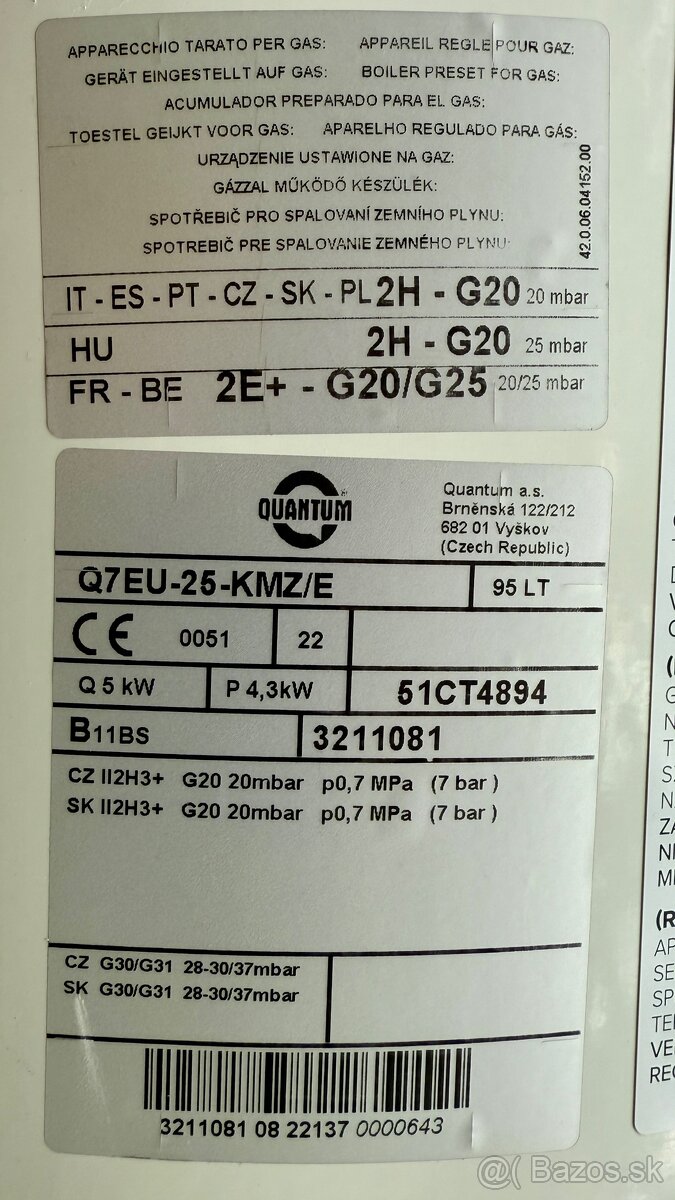 APPARECCHIO TARATO PER GAS: APPAREIL REGLE POUR GAZ:
GERÄT EINGESTELLT AUF GAS: BOILER PRESET FOR GAS:
ACUMULADOR PREPARADO PARA EL GAS:
TOESTEL GEIJKT VOOR GAS: APARELHO REGULADO PARA GÁS:
URZĄDZENIE USTAWIONE NA GAZ:
GÁZZAL MŰKÖDŐ KÉSZÜLÉK:
SPOTŘEBIČ PRO SPALOVANÍ ZEMNÍHO PLYNU:
SPOTREBIČ PRE SPALOVANIE ZEMNÉHO PLYNU:
42.0.06.04152.00
IT - ES - PT - CZ - SK - PL 2H - G20 20 mbar
HU 2H - G20 25 mbar
FR - BE 2E+ - G20/G25 20/25 mbar
QUANTUM
Quantum a.s.
Brněnská 122/212
682 01 Vyškov
(Czech Republic)
Q7EU-25-KMZ/E 95 LT
CE 0051 22
Q 5 kW P 4,3kW 51CT4894
B11BS 3211081
CZ II2H3+ G20 20mbar p0,7 MPa (7 bar )
SK II2H3+ G20 20mbar p0,7 MPa (7 bar )
CZ G30/G31 28-30/37mbar
SK G30/G31 28-30/37mbar
3211081 08 22137 0000643
@( Bazos.sk